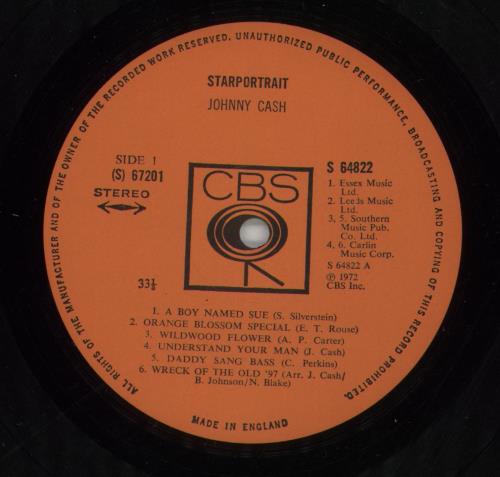 ALL RIGHTS OF THE MANUFACTURER AND OF THE OWNER OF THE RECORDED WORK RESERVED. UNAUTHORIZED PUBLIC PERFORMANCE, BROADCASTING AND COPYING OF THIS RECORD PROHIBITED.
STARPORTRAIT
JOHNNY CASH
SIDE 1
(S) 67201
STEREO
33⅓
CBS
S 64822
1. Essex Music
Ltd.
2. Leeds Music
Ltd.
3, 5. Southern
Music Pub.
Co. Ltd.
4, 6. Carlin
Music Corp.
S 64822 A
℗ 1972
CBS Inc.
1. A BOY NAMED SUE (S. Silverstein)
2. ORANGE BLOSSOM SPECIAL (E. T. Rouse)
3. WILDWOOD FLOWER (A. P. Carter)
4. UNDERSTAND YOUR MAN (J. Cash)
5. DADDY SANG BASS (C. Perkins)
6. WRECK OF THE OLD '97 (Arr. J. Cash/
B. Johnson/N. Blake)
MADE IN ENGLAND